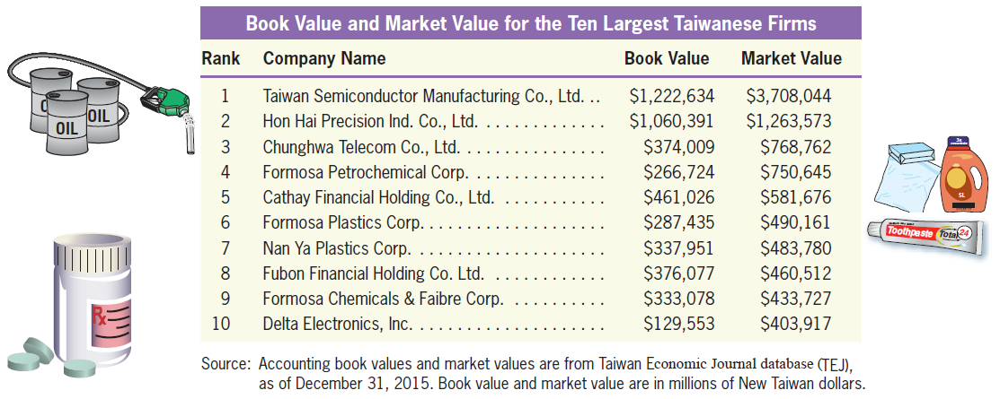 Book Value and Market Value for the Ten Largest Taiwanese Firms
Rank Company Name Book Value Market Value
1 Taiwan Semiconductor Manufacturing Co., Ltd. .. $1,222,634 $3,708,044
2 Hon Hai Precision Ind. Co., Ltd. . . . . . . . . . . . . . . $1,060,391 $1,263,573
3 Chunghwa Telecom Co., Ltd. . . . . . . . . . . . . . . . . $374,009 $768,762
4 Formosa Petrochemical Corp. . . . . . . . . . . . . . . . $266,724 $750,645
5 Cathay Financial Holding Co., Ltd. . . . . . . . . . . . . $461,026 $581,676
6 Formosa Plastics Corp. . . . . . . . . . . . . . . . . . . . . $287,435 $490,161
7 Nan Ya Plastics Corp. . . . . . . . . . . . . . . . . . . . . . $337,951 $483,780
8 Fubon Financial Holding Co. Ltd. . . . . . . . . . . . . . $376,077 $460,512
9 Formosa Chemicals & Faibre Corp. . . . . . . . . . . . $333,078 $433,727
10 Delta Electronics, Inc. . . . . . . . . . . . . . . . . . . . . . $129,553 $403,917
Source: Accounting book values and market values are from Taiwan Economic Journal database (TEJ),
as of December 31, 2015. Book value and market value are in millions of New Taiwan dollars.
OIL
OIL
Rx
3x
SL
Toothpaste Total 24